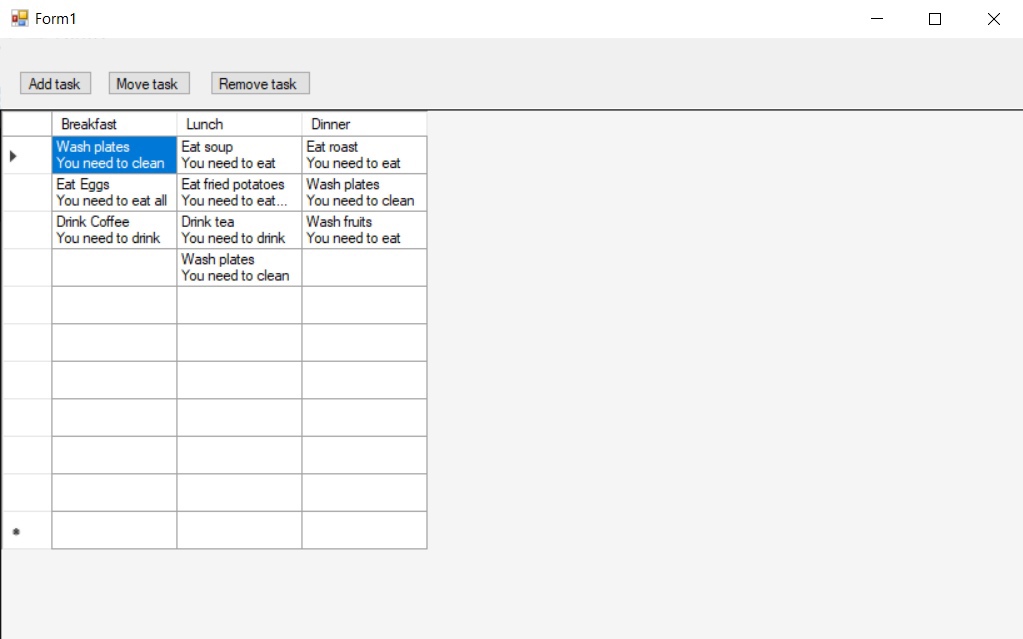 Form1
Add task Move task Remove task
Breakfast Lunch Dinner
Wash plates
You need to clean
Eat soup
You need to eat
Eat roast
You need to eat
Eat Eggs
You need to eat all
Eat fried potatoes
You need to eat...
Wash plates
You need to clean
Drink Coffee
You need to drink
Drink tea
You need to drink
Wash fruits
You need to eat
Wash plates
You need to clean